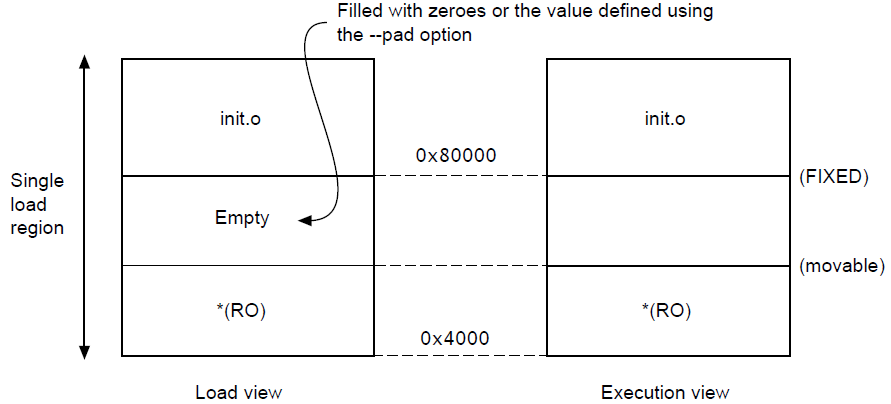 Filled with zeroes or the value defined using
the --pad option
init.o
init.o
0x80000
(FIXED)
Single
load
region
Empty
(movable)
*(RO)
*(RO)
0x4000
Load view
Execution view